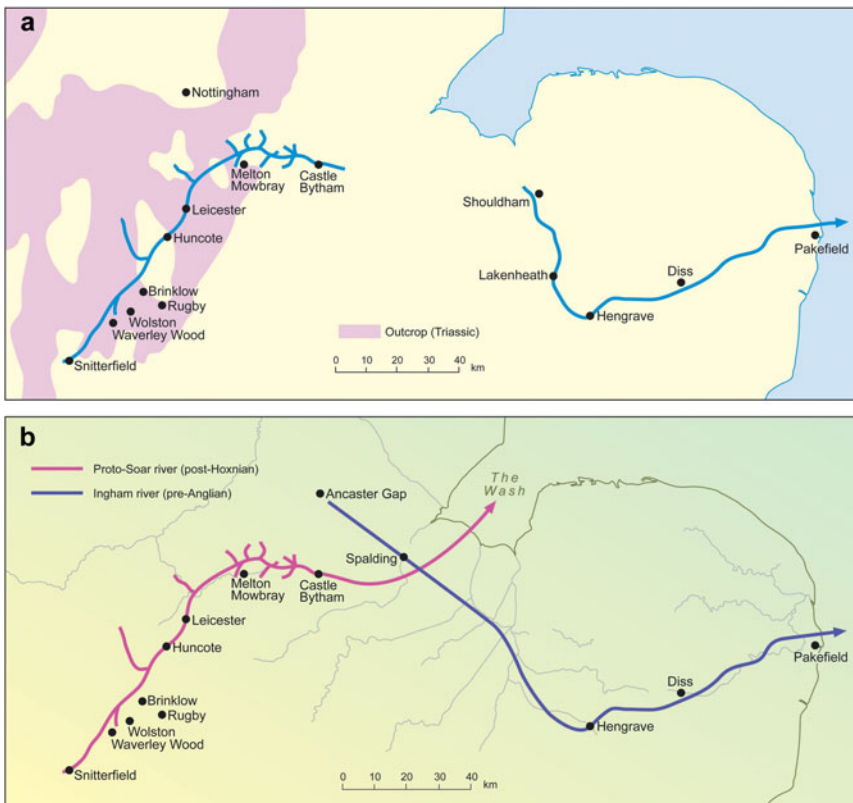 a
Nottingham
Melton
Mowbray
Castle
Bytham
Shouldham
Leicester
Huncote
Lakenheath
Diss
Pakefield
Brinklow
Rugby
Wolston
Waverley Wood
Hengrave
Outcrop (Triassic)
Snitterfield
0 10 20 30 40
km
b
Proto-Soar river (post-Hoxnian)
Ingham river (pre-Anglian)
The
Wash
Ancaster Gap
Spalding
Melton
Mowbray
Castle
Bytham
Leicester
Huncote
Pakefield
Diss
Brinklow
Rugby
Wolston
Waverley Wood
Hengrave
Snitterfield
0 10 20 30 40
km